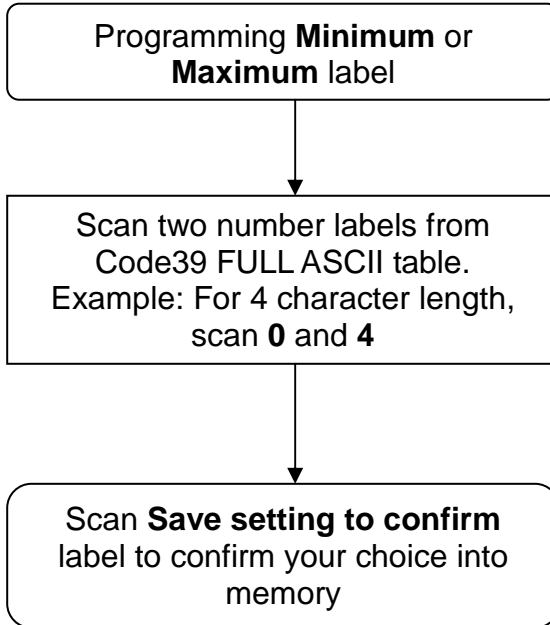 Programming Minimum or
Maximum label
Scan two number labels from
Code39 FULL ASCII table.
Example: For 4 character length,
scan 0 and 4
Scan Save setting to confirm
label to confirm your choice into
memory